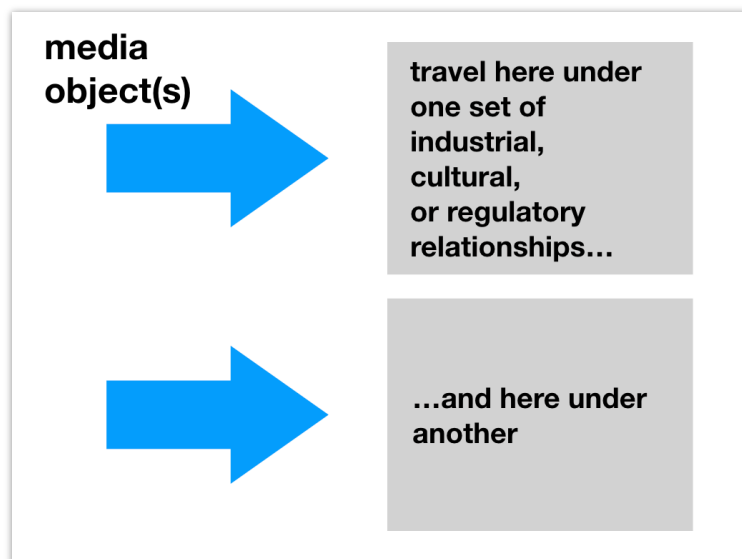 media
object(s)
travel here under
one set of
industrial,
cultural,
or regulatory
relationships…
…and here under
another